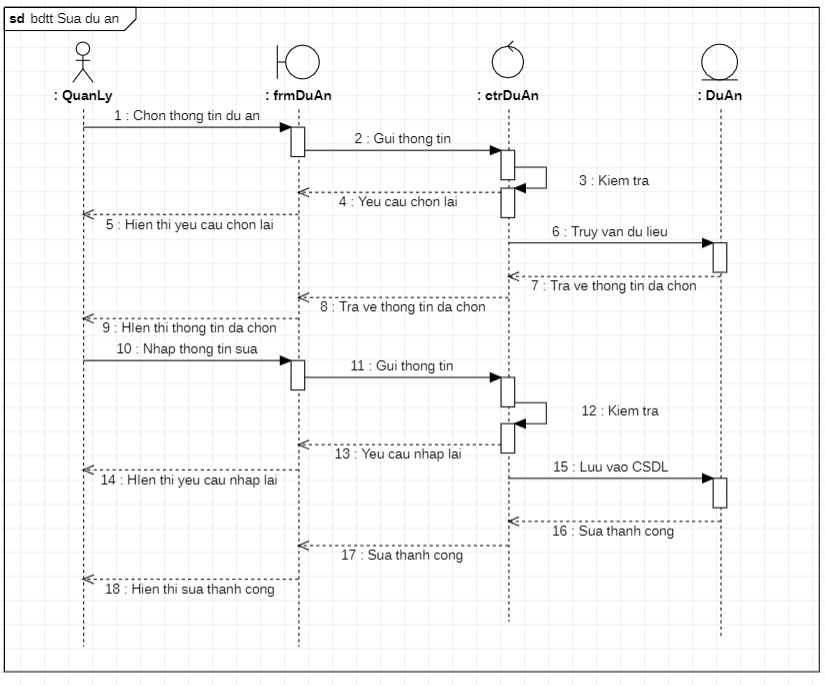 sd bdtt Sua du an
: QuanLy
: frmDuAn
: ctrDuAn
: DuAn
1 : Chon thong tin du an
2 : Gui thong tin
3 : Kiem tra
4 : Yeu cau chon lai
5 : Hien thi yeu cau chon lai
6 : Truy van du lieu
7 : Tra ve thong tin da chon
8 : Tra ve thong tin da chon
9 : HIen thi thong tin da chon
10 : Nhap thong tin sua
11 : Gui thong tin
12 : Kiem tra
13 : Yeu cau nhap lai
14 : HIen thi yeu cau nhap lai
15 : Luu vao CSDL
16 : Sua thanh cong
17 : Sua thanh cong
18 : Hien thi sua thanh cong